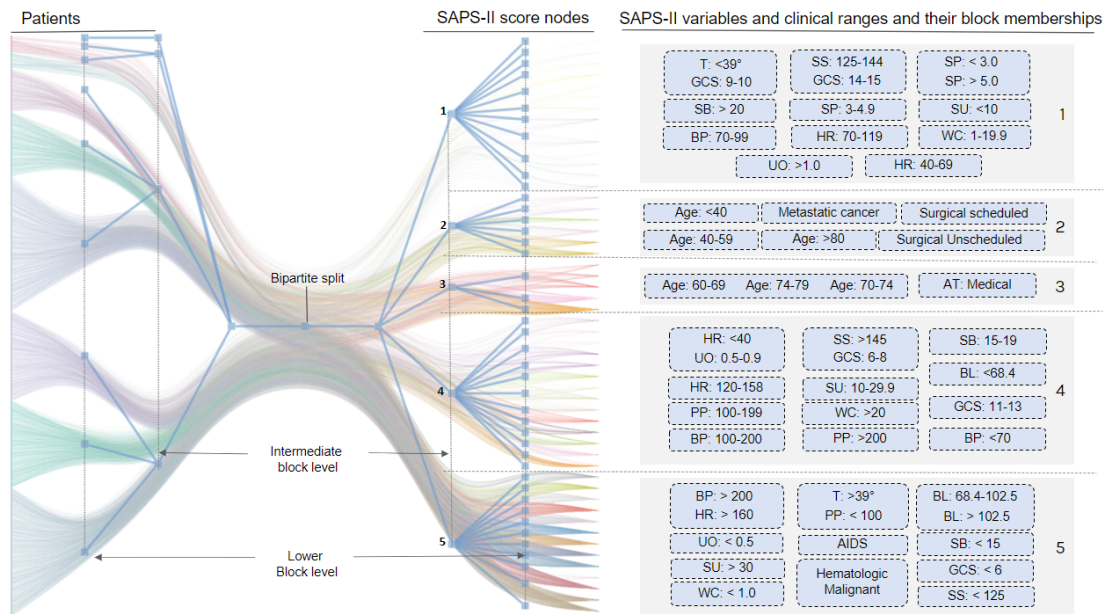 Patients
SAPS-II score nodes
SAPS-II variables and clinical ranges and their block memberships
Bipartite split
Intermediate
block level
Lower
Block level
1
2
3
4
5
T: <39°
GCS: 9-10
SS: 125-144
GCS: 14-15
SP: < 3.0
SP: > 5.0
SB: > 20
SP: 3-4.9
SU: <10
BP: 70-99
HR: 70-119
WC: 1-19.9
UO: >1.0
HR: 40-69
1
Age: <40
Metastatic cancer
Surgical scheduled
Age: 40-59
Age: >80
Surgical Unscheduled
2
Age: 60-69 Age: 74-79 Age: 70-74
AT: Medical
3
HR: <40
UO: 0.5-0.9
SS: >145
GCS: 6-8
SB: 15-19
BL: <68.4
HR: 120-158
SU: 10-29.9
GCS: 11-13
PP: 100-199
WC: >20
BP: 100-200
PP: >200
BP: <70
4
BP: > 200
HR: > 160
T: >39°
PP: < 100
BL: 68.4-102.5
BL: > 102.5
UO: < 0.5
AIDS
SB: < 15
SU: > 30
Hematologic
Malignant
GCS: < 6
WC: < 1.0
SS: < 125
5